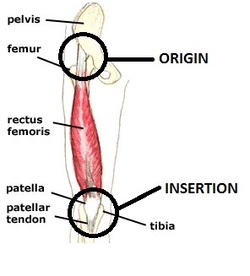 pelvis
femur
ORIGIN
rectus
femoris
patella
INSERTION
patellar
tendon
tibia